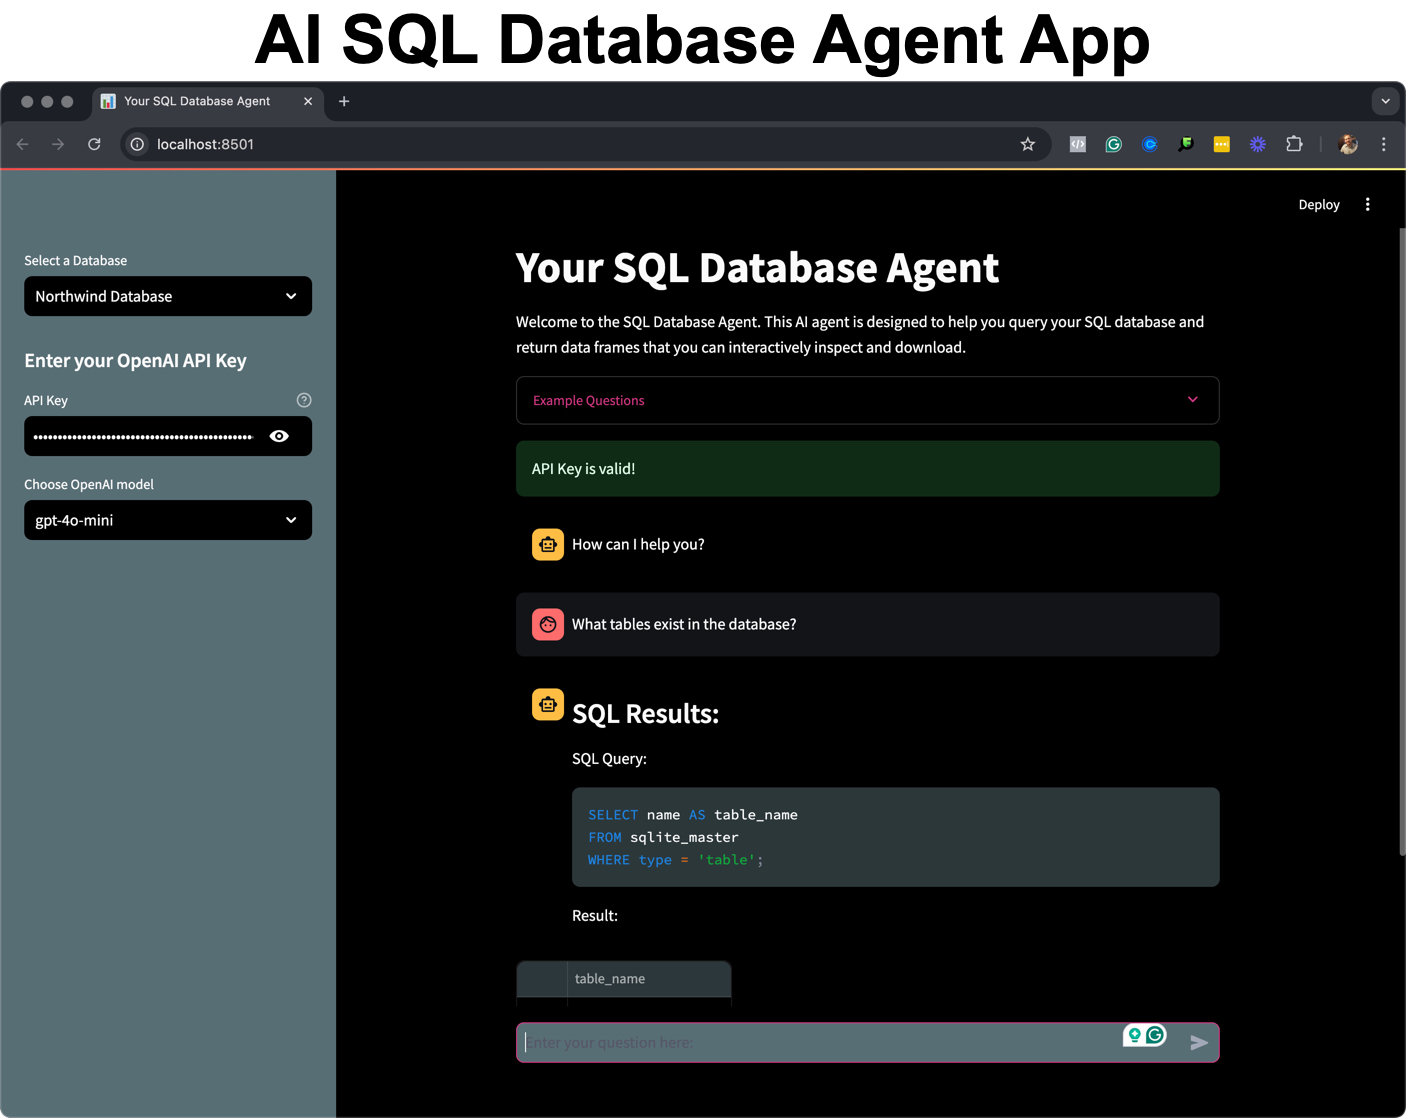 AI SQL Database Agent App
Your SQL Database Agent
localhost:8501
Deploy
Select a Database
Northwind Database
Enter your OpenAI API Key
API Key
Choose OpenAI model
gpt-4o-mini
Your SQL Database Agent
Welcome to the SQL Database Agent. This AI agent is designed to help you query your SQL database and
return data frames that you can interactively inspect and download.
Example Questions
API Key is valid!
How can I help you?
What tables exist in the database?
SQL Results:
SQL Query:
SELECT name AS table_name
FROM sqlite_master
WHERE type = 'table';
Result:
table_name
Enter your question here: